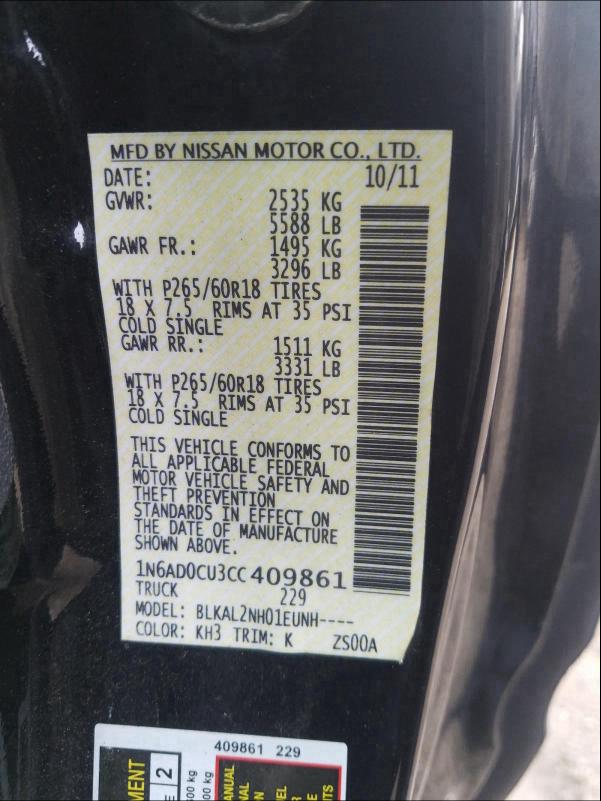 MFD BY NISSAN MOTOR CO., LTD.
DATE: 10/11
GVWR: 2535 KG
5588 LB
GAWR FR.: 1495 KG
3296 LB
WITH P265/60R18 TIRES
18 X 7.5 RIMS AT 35 PSI
COLD SINGLE
GAWR RR.: 1511 KG
3331 LB
WITH P265/60R18 TIRES
18 X 7.5 RIMS AT 35 PSI
COLD SINGLE
THIS VEHICLE CONFORMS TO
ALL APPLICABLE FEDERAL
MOTOR VEHICLE SAFETY AND
THEFT PREVENTION
STANDARDS IN EFFECT ON
THE DATE OF MANUFACTURE
SHOWN ABOVE.
1N6AD0CU3CC409861
TRUCK 229
MODEL: BLKAL2NH01EUNH----
COLOR: KH3 TRIM: K ZS00A
409861 229
2
kg
kg